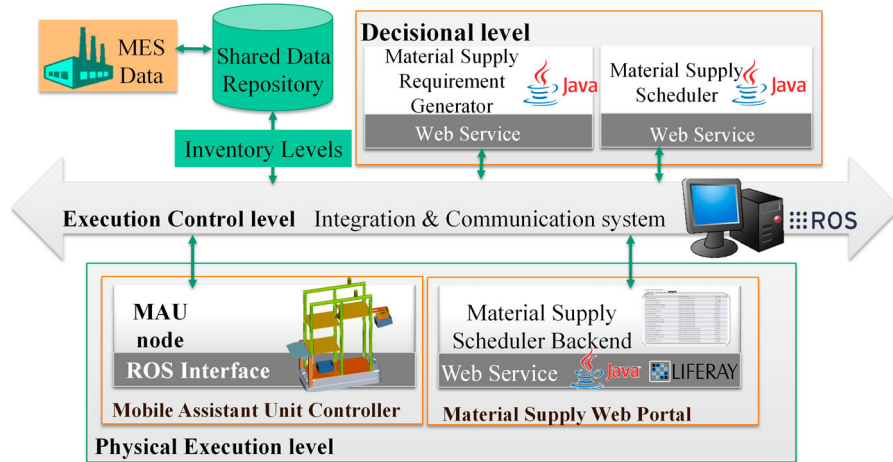 MES
Data
Shared Data
Repository
Inventory Levels
Decisional level
Material Supply
Requirement
Generator
Java
Web Service
Material Supply
Scheduler
Java
Web Service
Execution Control level
Integration & Communication system
ROS
MAU
node
ROS Interface
Mobile Assistant Unit Controller
Material Supply
Scheduler Backend
Web Service
Java
LIFERAY
Material Supply Web Portal
Physical Execution level